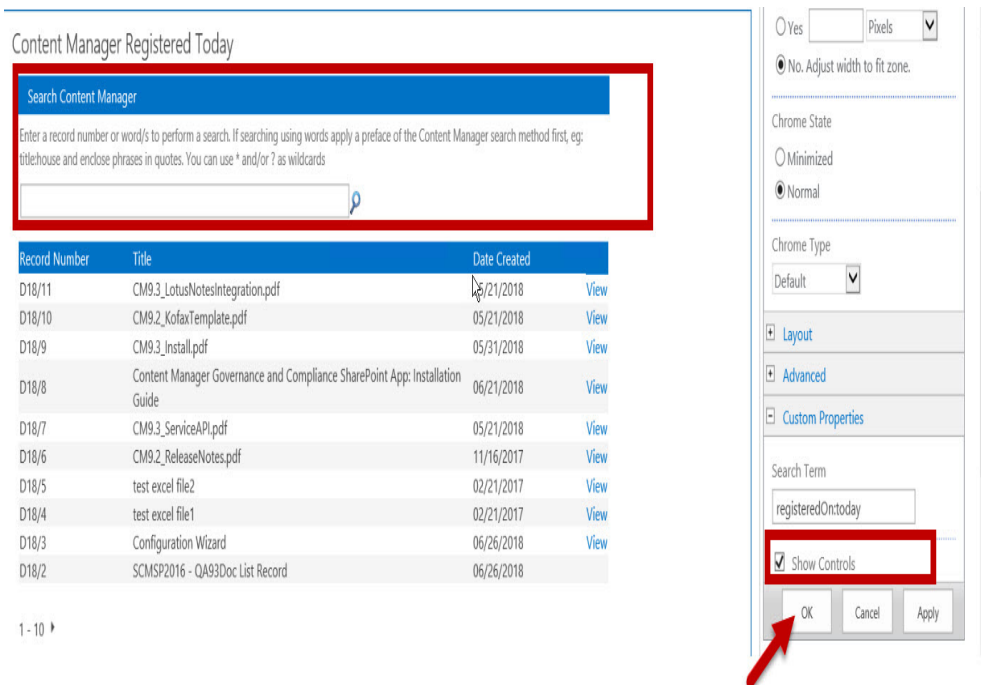 Content Manager Registered Today
Search Content Manager
Enter a record number or word/s to perform a search. If searching using words apply a preface of the Content Manager search method first, eg:
title:house and enclose phrases in quotes. You can use * and/or ? as wildcards
Record Number Title Date Created
D18/11 CM9.3_LotusNotesIntegration.pdf 5/21/2018 View
D18/10 CM9.2_KofaxTemplate.pdf 05/21/2018 View
D18/9 CM9.3_Install.pdf 05/31/2018 View
D18/8 Content Manager Governance and Compliance SharePoint App: Installation Guide 06/21/2018 View
D18/7 CM9.3_ServiceAPI.pdf 05/21/2018 View
D18/6 CM9.2_ReleaseNotes.pdf 11/16/2017 View
D18/5 test excel file2 02/21/2017 View
D18/4 test excel file1 02/21/2017 View
D18/3 Configuration Wizard 06/26/2018 View
D18/2 SCMSP2016 - QA93Doc List Record 06/26/2018
1 - 10
Yes Pixels
No. Adjust width to fit zone.
Chrome State
Minimized
Normal
Chrome Type
Default
Layout
Advanced
Custom Properties
Search Term
registeredOn:today
Show Controls
OK Cancel Apply